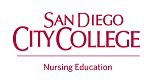 SAN DIEGO
CITY COLLEGE
Nursing Education